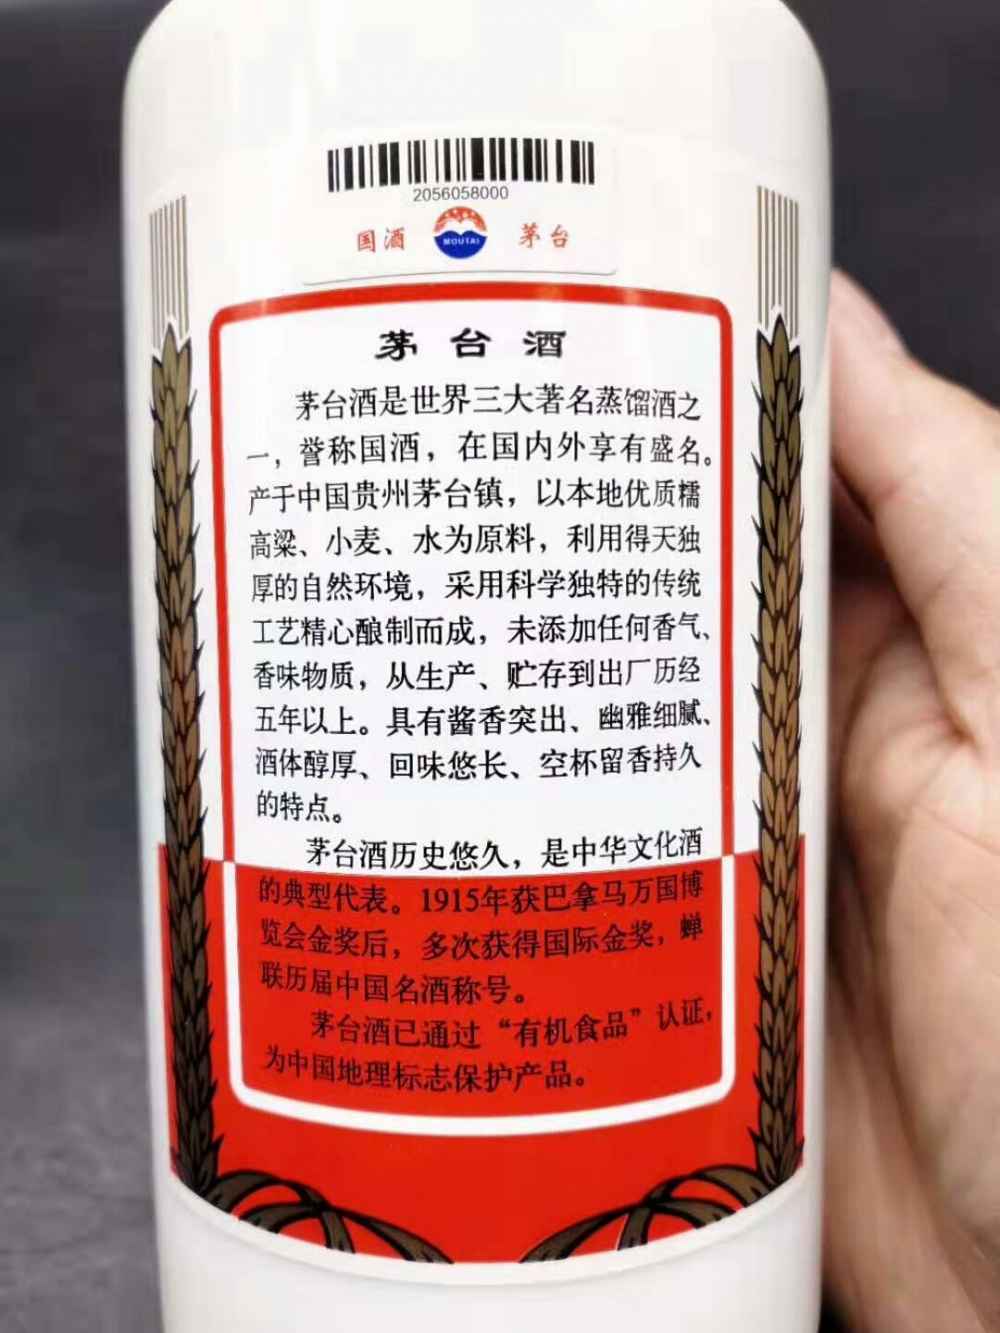 2056058000
国酒 MOUTAI 茅台
茅台酒
茅台酒是世界三大著名蒸馏酒之
一，誉称国酒，在国内外享有盛名。
产于中国贵州茅台镇，以本地优质糯
高粱、小麦、水为原料，利用得天独
厚的自然环境，采用科学独特的传统
工艺精心酿制而成，未添加任何香气、
香味物质，从生产、贮存到出厂历经
五年以上。具有酱香突出、幽雅细腻、
酒体醇厚、回味悠长、空杯留香持久
的特点。
茅台酒历史悠久，是中华文化酒
的典型代表。1915年获巴拿马万国博
览会金奖后，多次获得国际金奖，蝉
联历届中国名酒称号。
茅台酒已通过“有机食品”认证，
为中国地理标志保护产品。